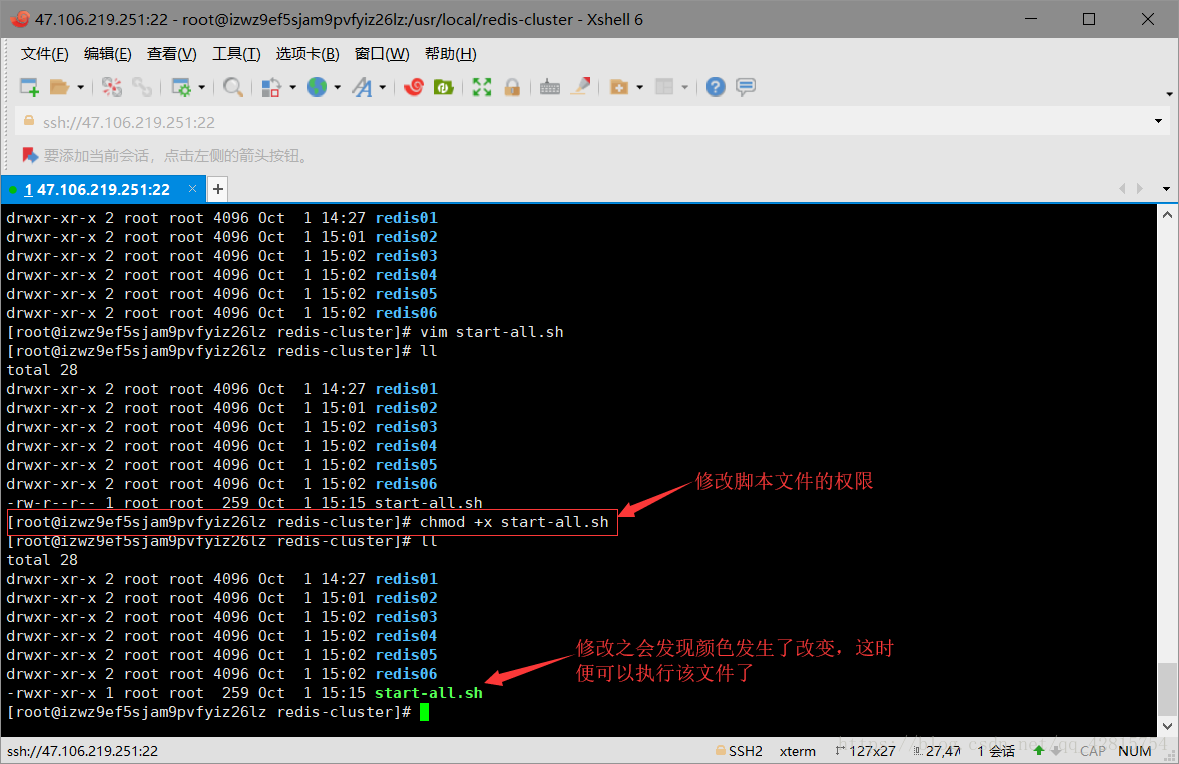 47.106.219.251:22 - root@izwz9ef5sjam9pvfyiz26lz:/usr/local/redis-cluster - Xshell 6
文件(F) 编辑(E) 查看(V) 工具(T) 选项卡(B) 窗口(W) 帮助(H)
ssh://47.106.219.251:22
要添加当前会话，点击左侧的箭头按钮。
1 47.106.219.251:22
drwxr-xr-x 2 root root 4096 Oct  1 14:27 redis01
drwxr-xr-x 2 root root 4096 Oct  1 15:01 redis02
drwxr-xr-x 2 root root 4096 Oct  1 15:02 redis03
drwxr-xr-x 2 root root 4096 Oct  1 15:02 redis04
drwxr-xr-x 2 root root 4096 Oct  1 15:02 redis05
drwxr-xr-x 2 root root 4096 Oct  1 15:02 redis06
[root@izwz9ef5sjam9pvfyiz26lz redis-cluster]# vim start-all.sh
[root@izwz9ef5sjam9pvfyiz26lz redis-cluster]# ll
total 28
drwxr-xr-x 2 root root 4096 Oct  1 14:27 redis01
drwxr-xr-x 2 root root 4096 Oct  1 15:01 redis02
drwxr-xr-x 2 root root 4096 Oct  1 15:02 redis03
drwxr-xr-x 2 root root 4096 Oct  1 15:02 redis04
drwxr-xr-x 2 root root 4096 Oct  1 15:02 redis05
drwxr-xr-x 2 root root 4096 Oct  1 15:02 redis06
修改脚本文件的权限
-rw-r--r-- 1 root root  259 Oct  1 15:15 start-all.sh
[root@izwz9ef5sjam9pvfyiz26lz redis-cluster]# chmod +x start-all.sh
[root@izwz9ef5sjam9pvfyiz26lz redis-cluster]# ll
total 28
drwxr-xr-x 2 root root 4096 Oct  1 14:27 redis01
drwxr-xr-x 2 root root 4096 Oct  1 15:01 redis02
drwxr-xr-x 2 root root 4096 Oct  1 15:02 redis03
drwxr-xr-x 2 root root 4096 Oct  1 15:02 redis04
drwxr-xr-x 2 root root 4096 Oct  1 15:02 redis05
drwxr-xr-x 2 root root 4096 Oct  1 15:02 redis06
修改之会发现颜色发生了改变，这时
便可以执行该文件了
-rwxr-xr-x 1 root root  259 Oct  1 15:15 start-all.sh
[root@izwz9ef5sjam9pvfyiz26lz redis-cluster]#
ssh://47.106.219.251:22 SSH2 xterm 127x27 27,47 1 会话 CAP NUM